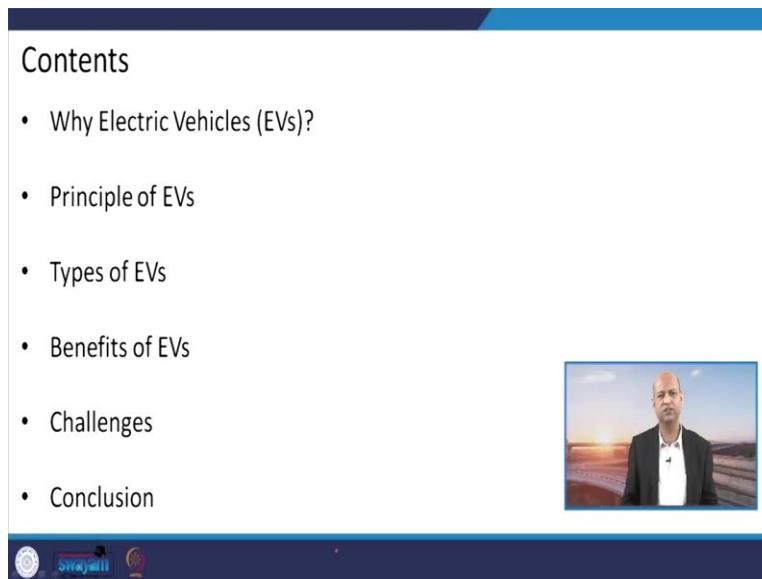 Contents
• Why Electric Vehicles (EVs)?
• Principle of EVs
• Types of EVs
• Benefits of EVs
• Challenges
• Conclusion
swayam